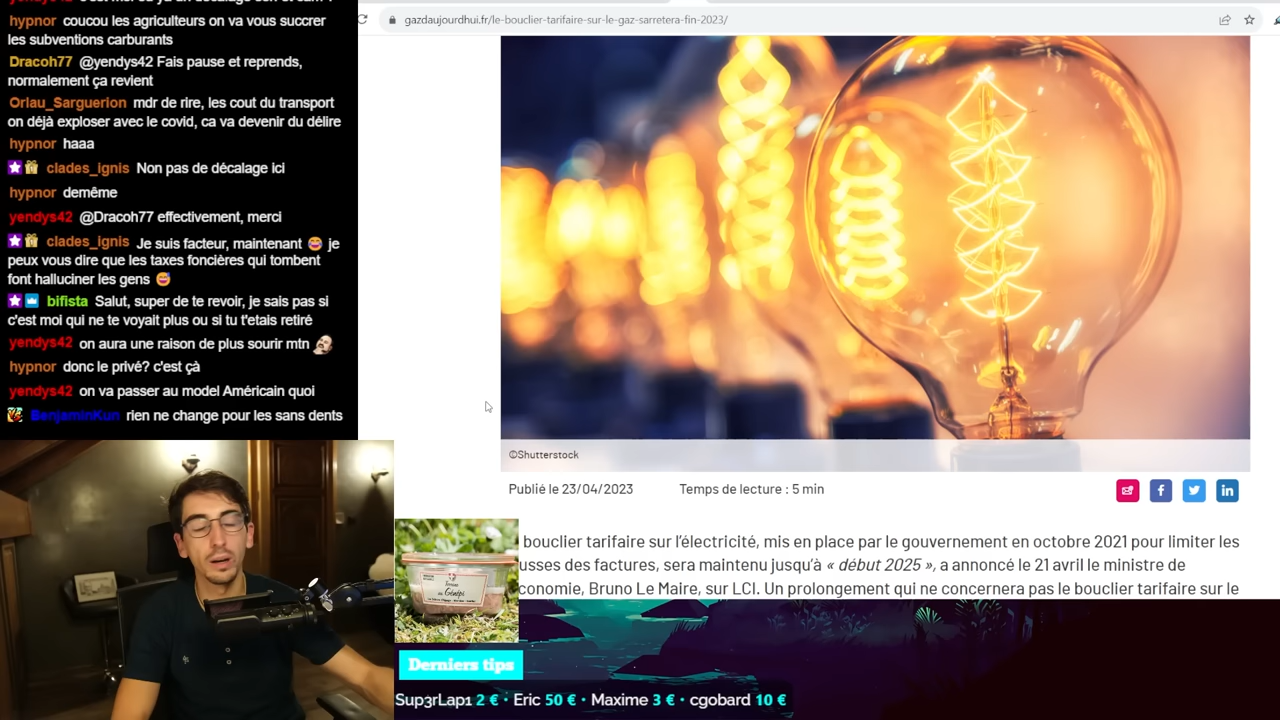 hypnor coucou les agriculteurs on va vous succrer
les subventions carburants
Dracoh77 @yendys42 Fais pause et reprends,
normalement ça revient
Orlau_Sarguerion mdr de rire, les cout du transport
on déjà exploser avec le covid, ca va devenir du délire
hypnor haaa
clades_ignis Non pas de décalage ici
hypnor demême
yendys42 @Dracoh77 effectivement, merci
clades_ignis Je suis facteur, maintenant 😅 je
peux vous dire que les taxes foncières qui tombent
font halluciner les gens 😅
bifista Salut, super de te revoir, je sais pas si
c'est moi qui ne te voyait plus ou si tu t'etais retiré
yendys42 on aura une raison de plus sourir mtn
hypnor donc le privé? c'est çà
yendys42 on va passer au model Américain quoi
BenjaminKun rien ne change pour les sans dents
gazdaujourdhui.fr/le-bouclier-tarifaire-sur-le-gaz-sarretera-fin-2023/
©Shutterstock
Publié le 23/04/2023 Temps de lecture : 5 min
bouclier tarifaire sur l'électricité, mis en place par le gouvernement en octobre 2021 pour limiter les
usses des factures, sera maintenu jusqu'à « début 2025 », a annoncé le 21 avril le ministre de
conomie, Bruno Le Maire, sur LCI. Un prolongement qui ne concernera pas le bouclier tarifaire sur le
Derniers tips
Sup3rLap1 2 € · Eric 50 € · Maxime 3 € · cgobard 10 €